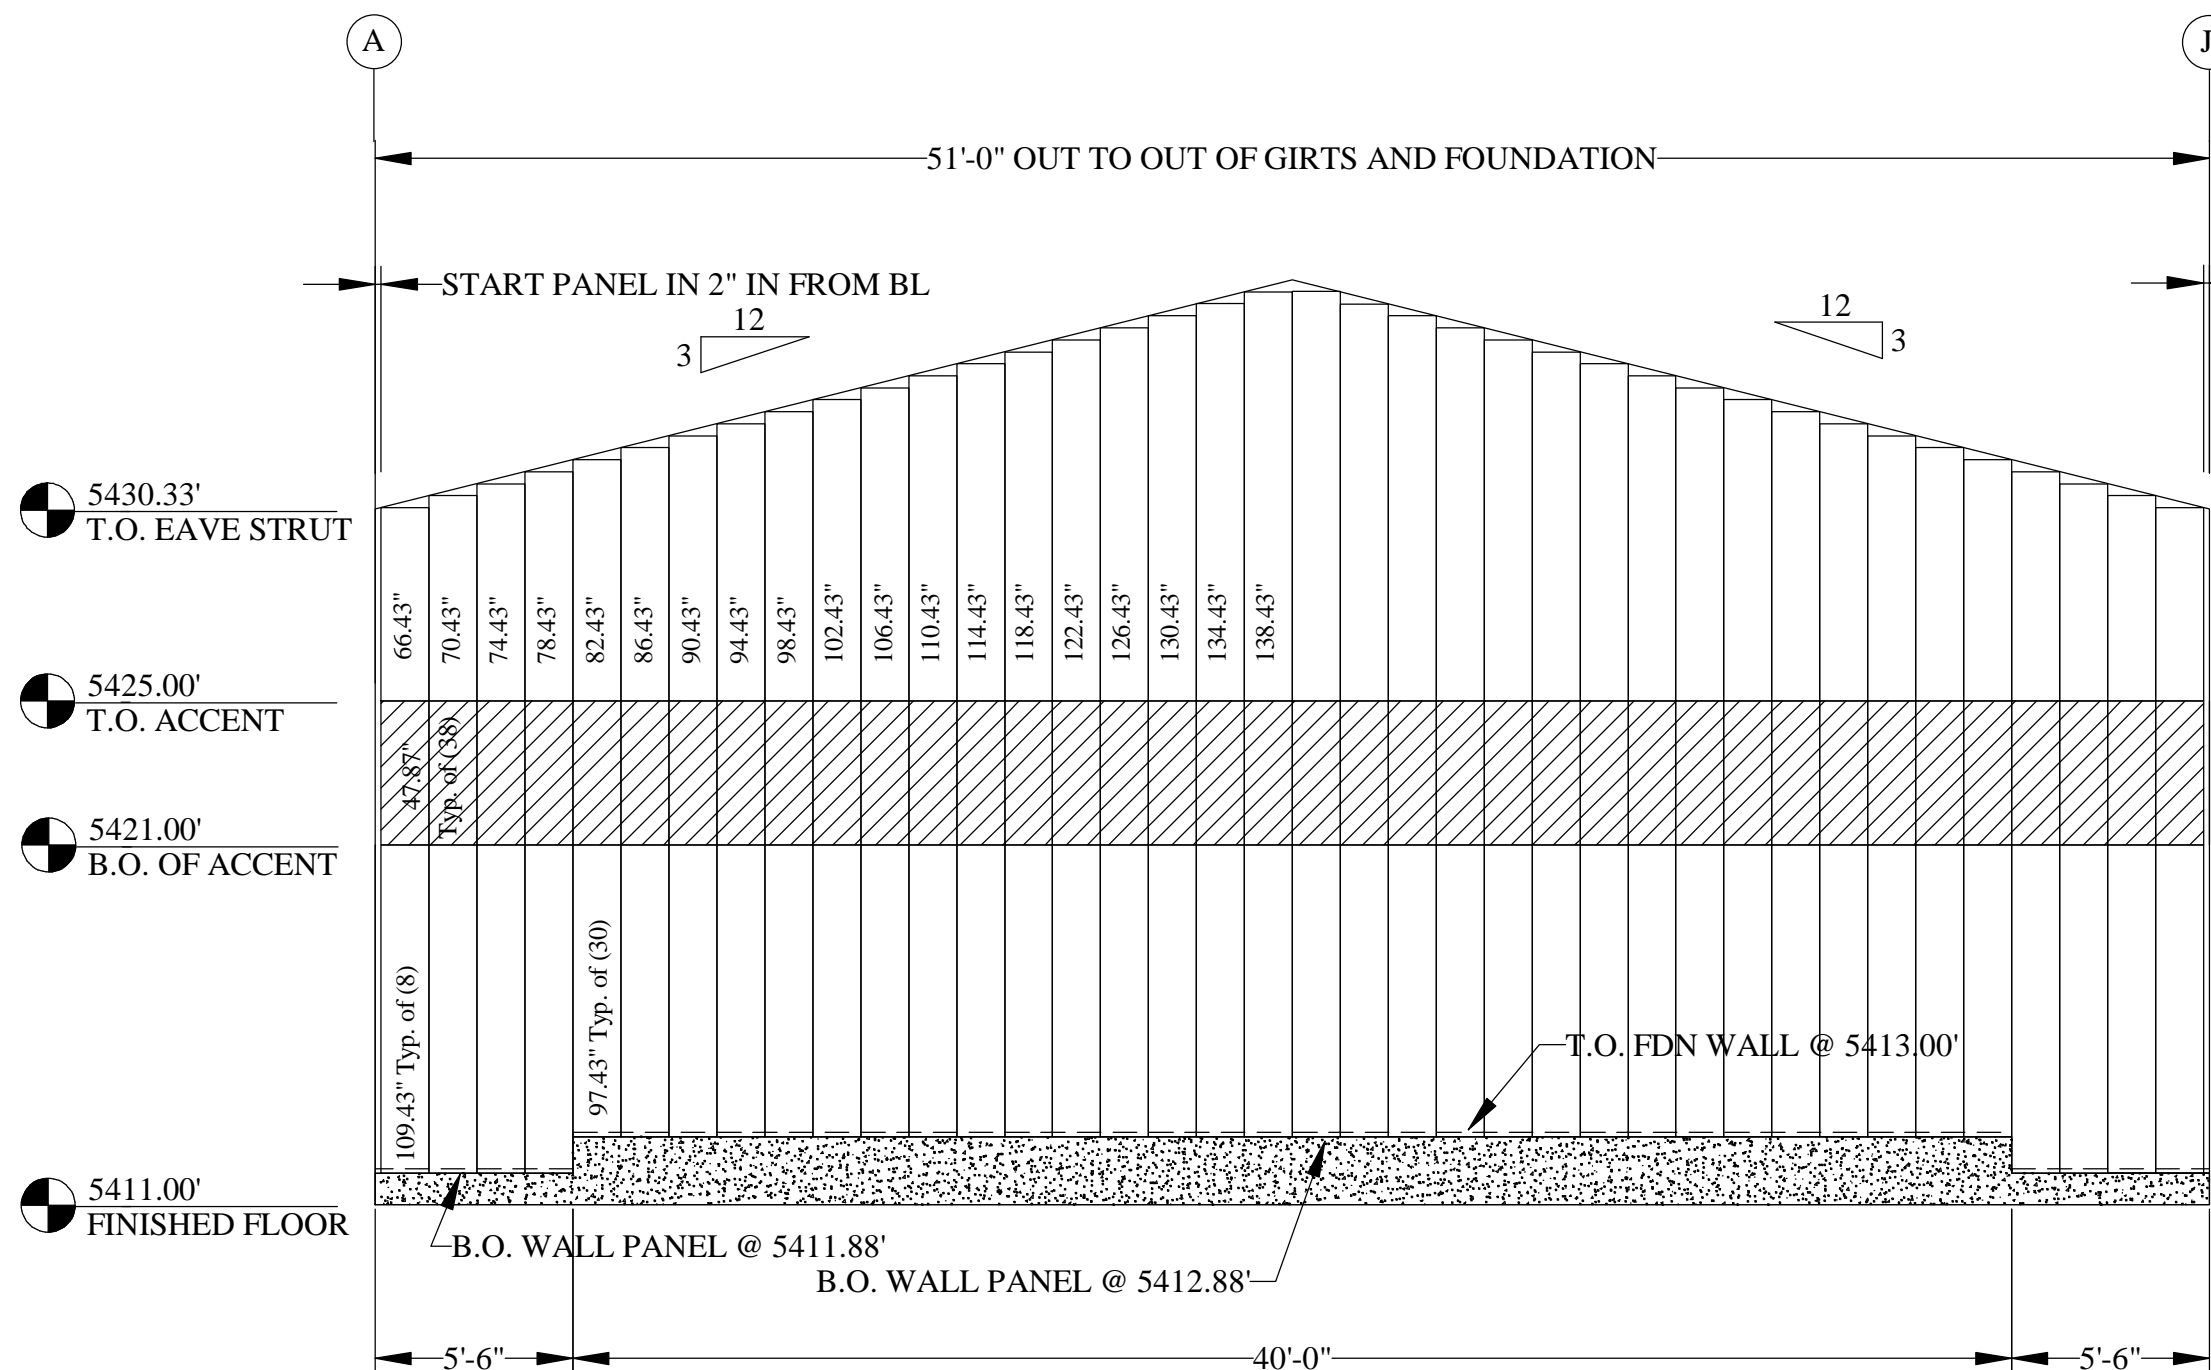 A
J
51'-0" OUT TO OUT OF GIRTS AND FOUNDATION
START PANEL IN 2" IN FROM BL
12
3
12
3
5430.33'
T.O. EAVE STRUT
66.43"
70.43"
74.43"
78.43"
82.43"
86.43"
90.43"
94.43"
98.43"
102.43"
106.43"
110.43"
114.43"
118.43"
122.43"
126.43"
130.43"
134.43"
138.43"
5425.00'
T.O. ACCENT
47.87"
Typ. of (38)
5421.00'
B.O. OF ACCENT
109.43" Typ. of (8)
97.43" Typ. of (30)
T.O. FDN WALL @ 5413.00'
5411.00'
FINISHED FLOOR
B.O. WALL PANEL @ 5411.88'
B.O. WALL PANEL @ 5412.88'
5'-6"
40'-0"
5'-6"